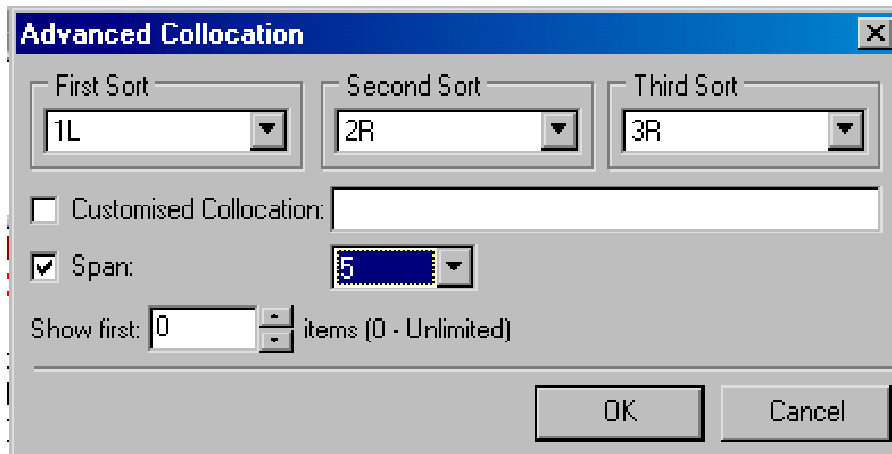 Advanced Collocation
First Sort Second Sort Third Sort
1L 2R 3R
Customised Collocation:
Span: 5
Show first: 0 items (0 - Unlimited)
OK Cancel